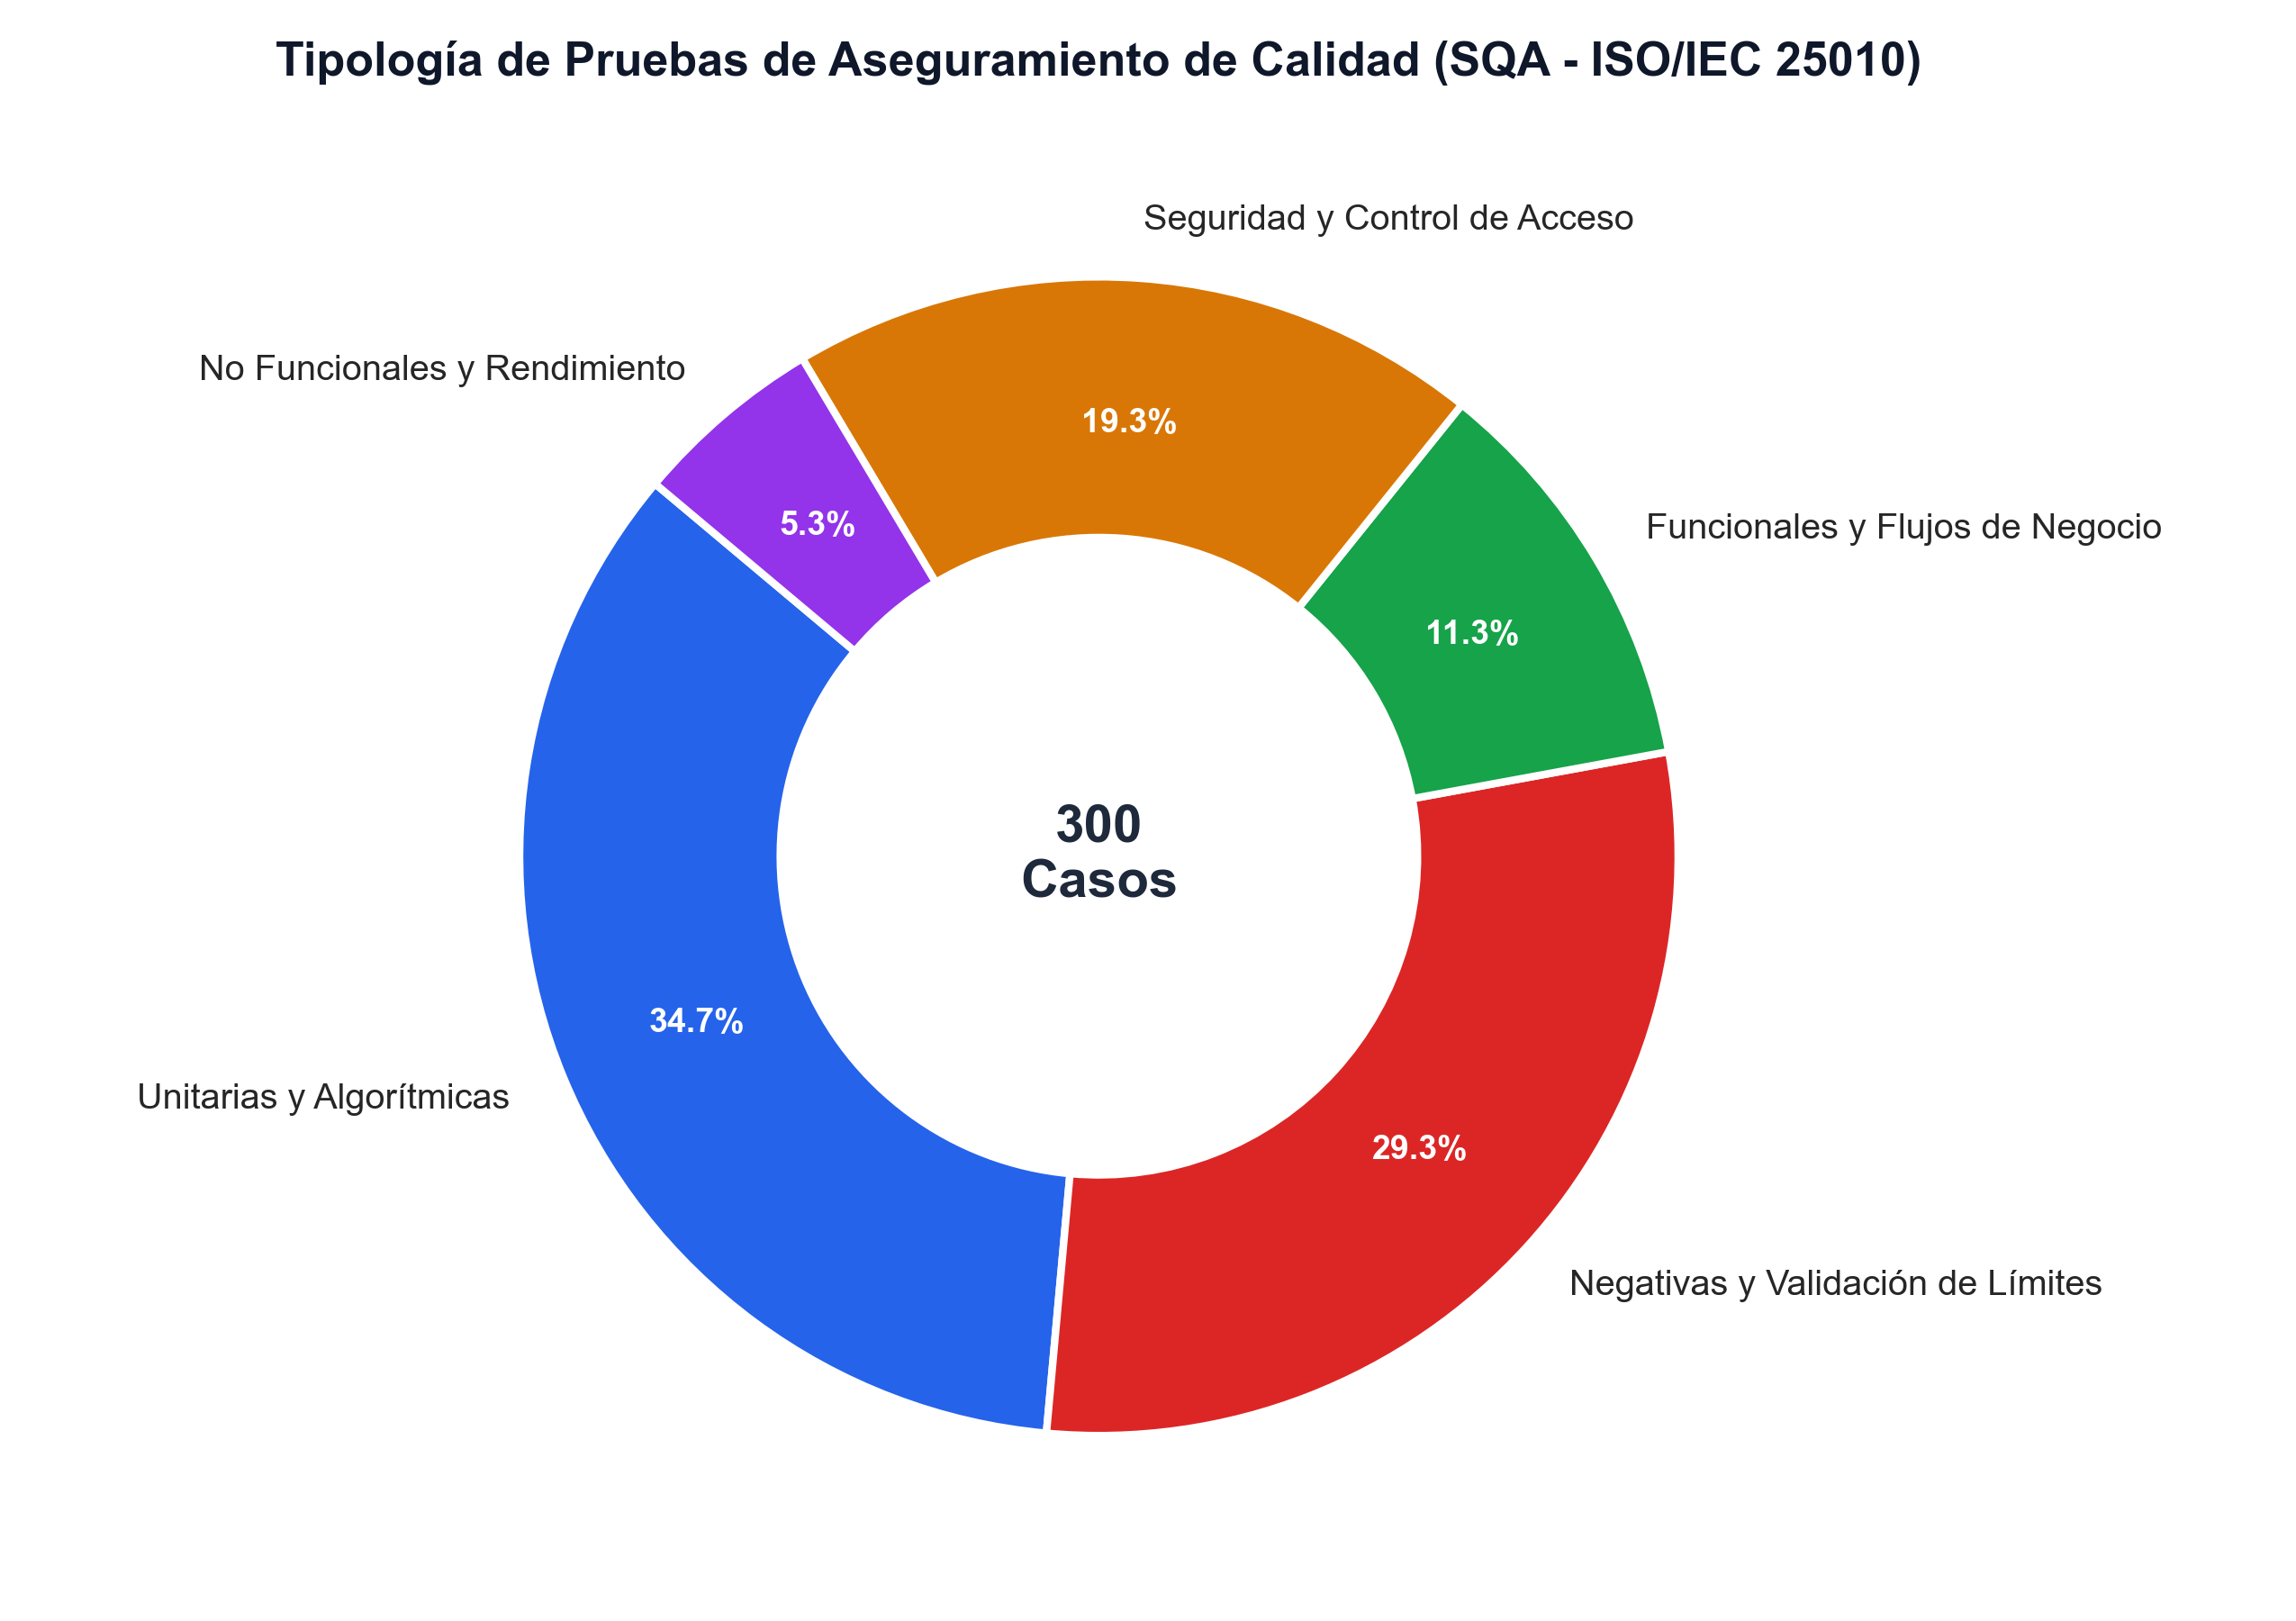 Tipología de Pruebas de Aseguramiento de Calidad (SQA - ISO/IEC 25010)
Seguridad y Control de Acceso
No Funcionales y Rendimiento
19.3%
5.3%
Funcionales y Flujos de Negocio
11.3%
300
Casos
34.7%
Unitarias y Algorítmicas
29.3%
Negativas y Validación de Límites